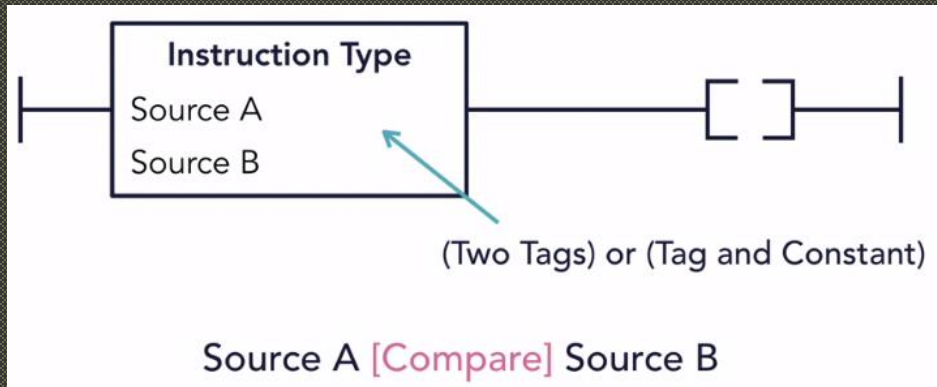 Instruction Type
Source A
Source B
(Two Tags) or (Tag and Constant)
Source A [Compare] Source B